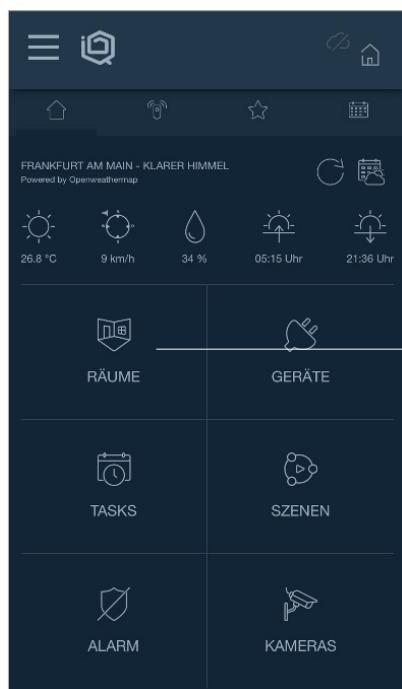 iQ
FRANKFURT AM MAIN - KLARER HIMMEL
Powered by Openweathermap
26.8 °C 9 km/h 34 % 05:15 Uhr 21:36 Uhr
RÄUME GERÄTE
TASKS SZENEN
ALARM KAMERAS